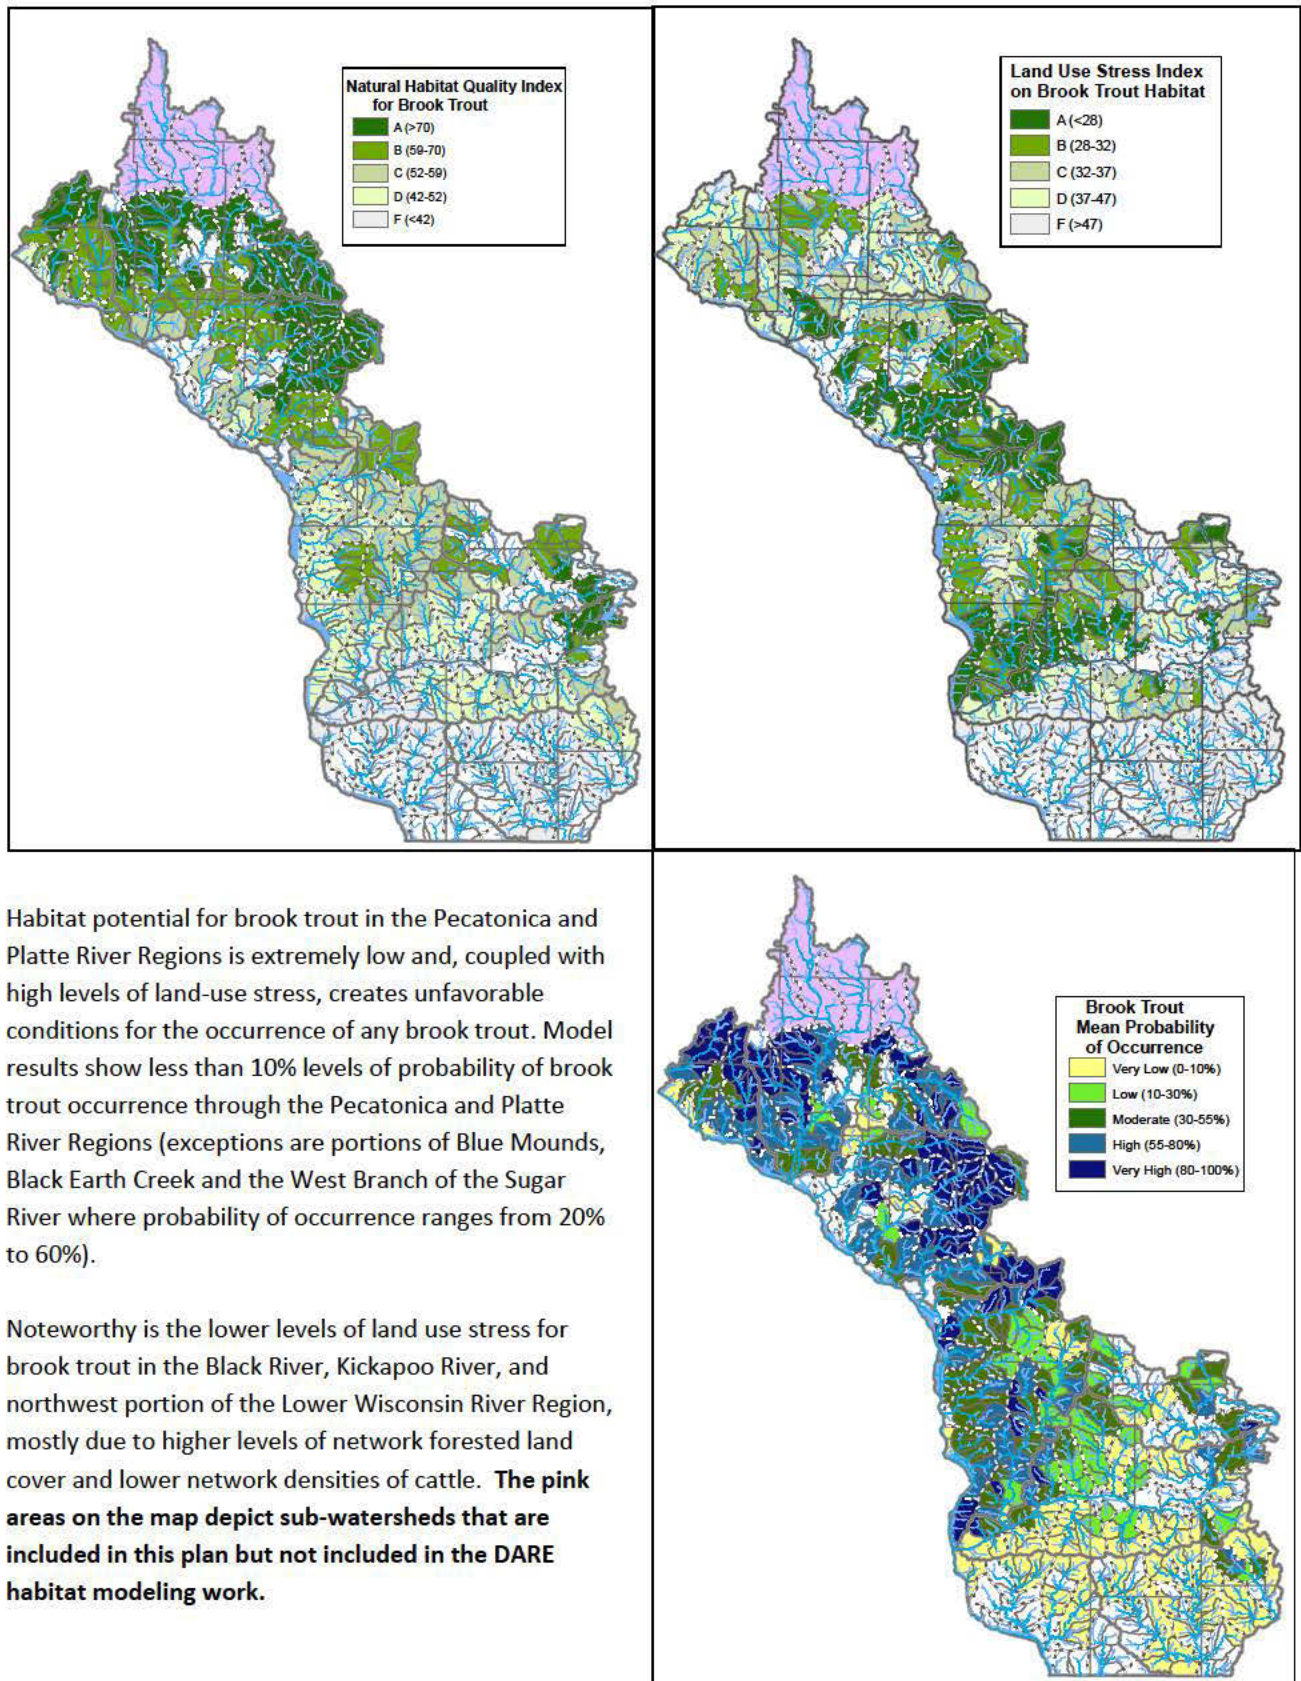 Natural Habitat Quality Index
for Brook Trout
A (>70)
B (59-70)
C (52-59)
D (42-52)
F (<42)
Land Use Stress Index
on Brook Trout Habitat
A (<28)
B (28-32)
C (32-37)
D (37-47)
F (>47)
Habitat potential for brook trout in the Pecatonica and
Platte River Regions is extremely low and, coupled with
high levels of land-use stress, creates unfavorable
conditions for the occurrence of any brook trout. Model
results show less than 10% levels of probability of brook
trout occurrence through the Pecatonica and Platte
River Regions (exceptions are portions of Blue Mounds,
Black Earth Creek and the West Branch of the Sugar
River where probability of occurrence ranges from 20%
to 60%).
Noteworthy is the lower levels of land use stress for
brook trout in the Black River, Kickapoo River, and
northwest portion of the Lower Wisconsin River Region,
mostly due to higher levels of network forested land
cover and lower network densities of cattle. The pink
areas on the map depict sub-watersheds that are
included in this plan but not included in the DARE
habitat modeling work.
Brook Trout
Mean Probability
of Occurrence
Very Low (0-10%)
Low (10-30%)
Moderate (30-55%)
High (55-80%)
Very High (80-100%)